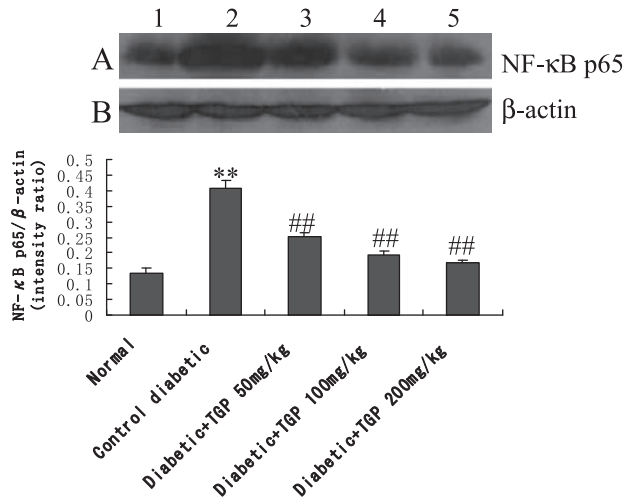 1 2 3 4 5
A NF-κB p65
B β-actin
NF-κB p65/β-actin
(intensity ratio)
0.5
0.45
0.4
0.35
0.3
0.25
0.2
0.15
0.1
0.05
0
**
##
##
##
Normal
Control diabetic
Diabetic+TGP 50mg/kg
Diabetic+TGP 100mg/kg
Diabetic+TGP 200mg/kg